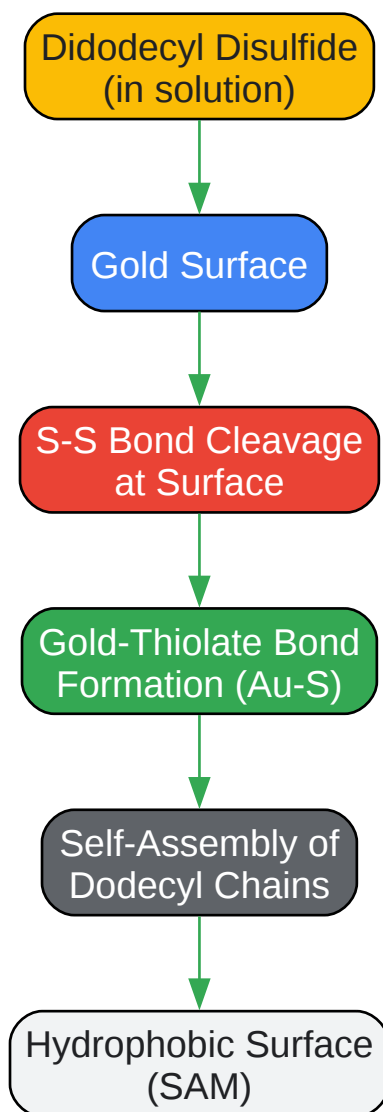 Didodecyl Disulfide
(in solution)
Gold Surface
S-S Bond Cleavage
at Surface
Gold-Thiolate Bond
Formation (Au-S)
Self-Assembly of
Dodecyl Chains
Hydrophobic Surface
(SAM)